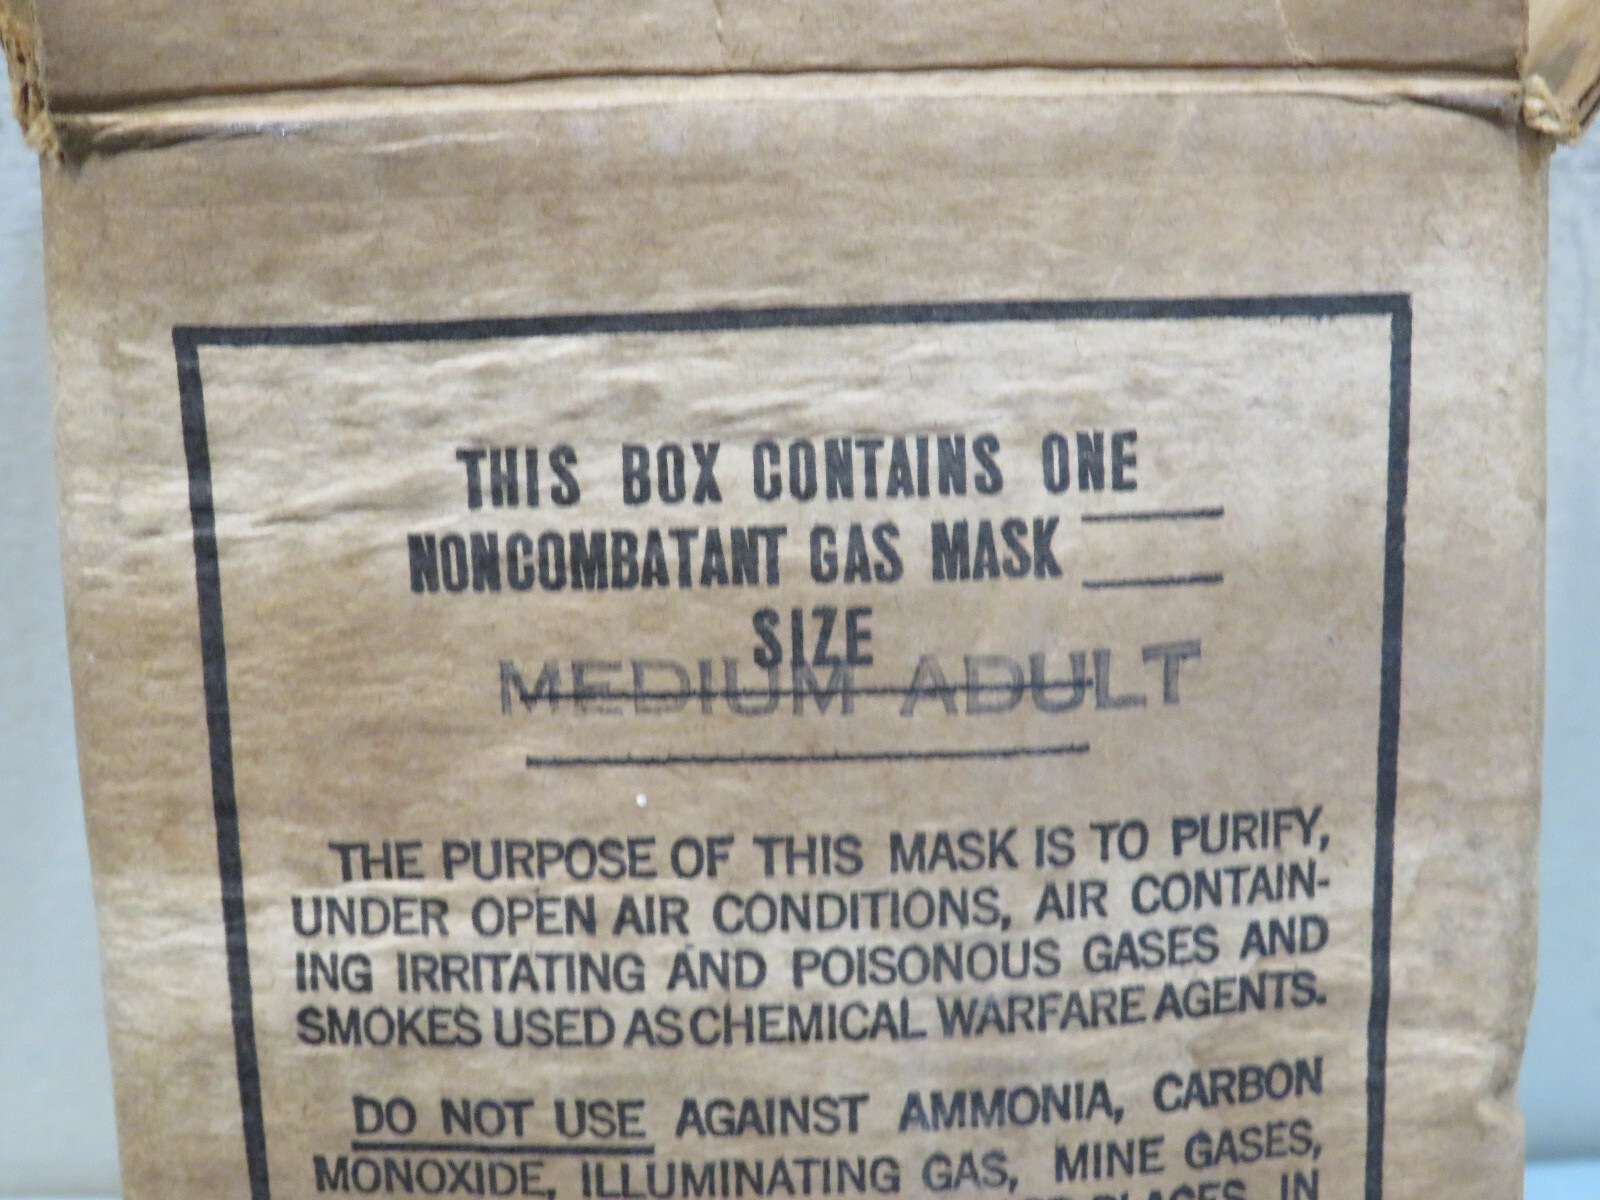 THIS BOX CONTAINS ONE
NONCOMBATANT GAS MASK
SIZE
MEDIUM ADULT
THE PURPOSE OF THIS MASK IS TO PURIFY,
UNDER OPEN AIR CONDITIONS, AIR CONTAIN-
ING IRRITATING AND POISONOUS GASES AND
SMOKES USED AS CHEMICAL WARFARE AGENTS.
DO NOT USE AGAINST AMMONIA, CARBON
MONOXIDE, ILLUMINATING GAS, MINE GASES,
PLACES, IN